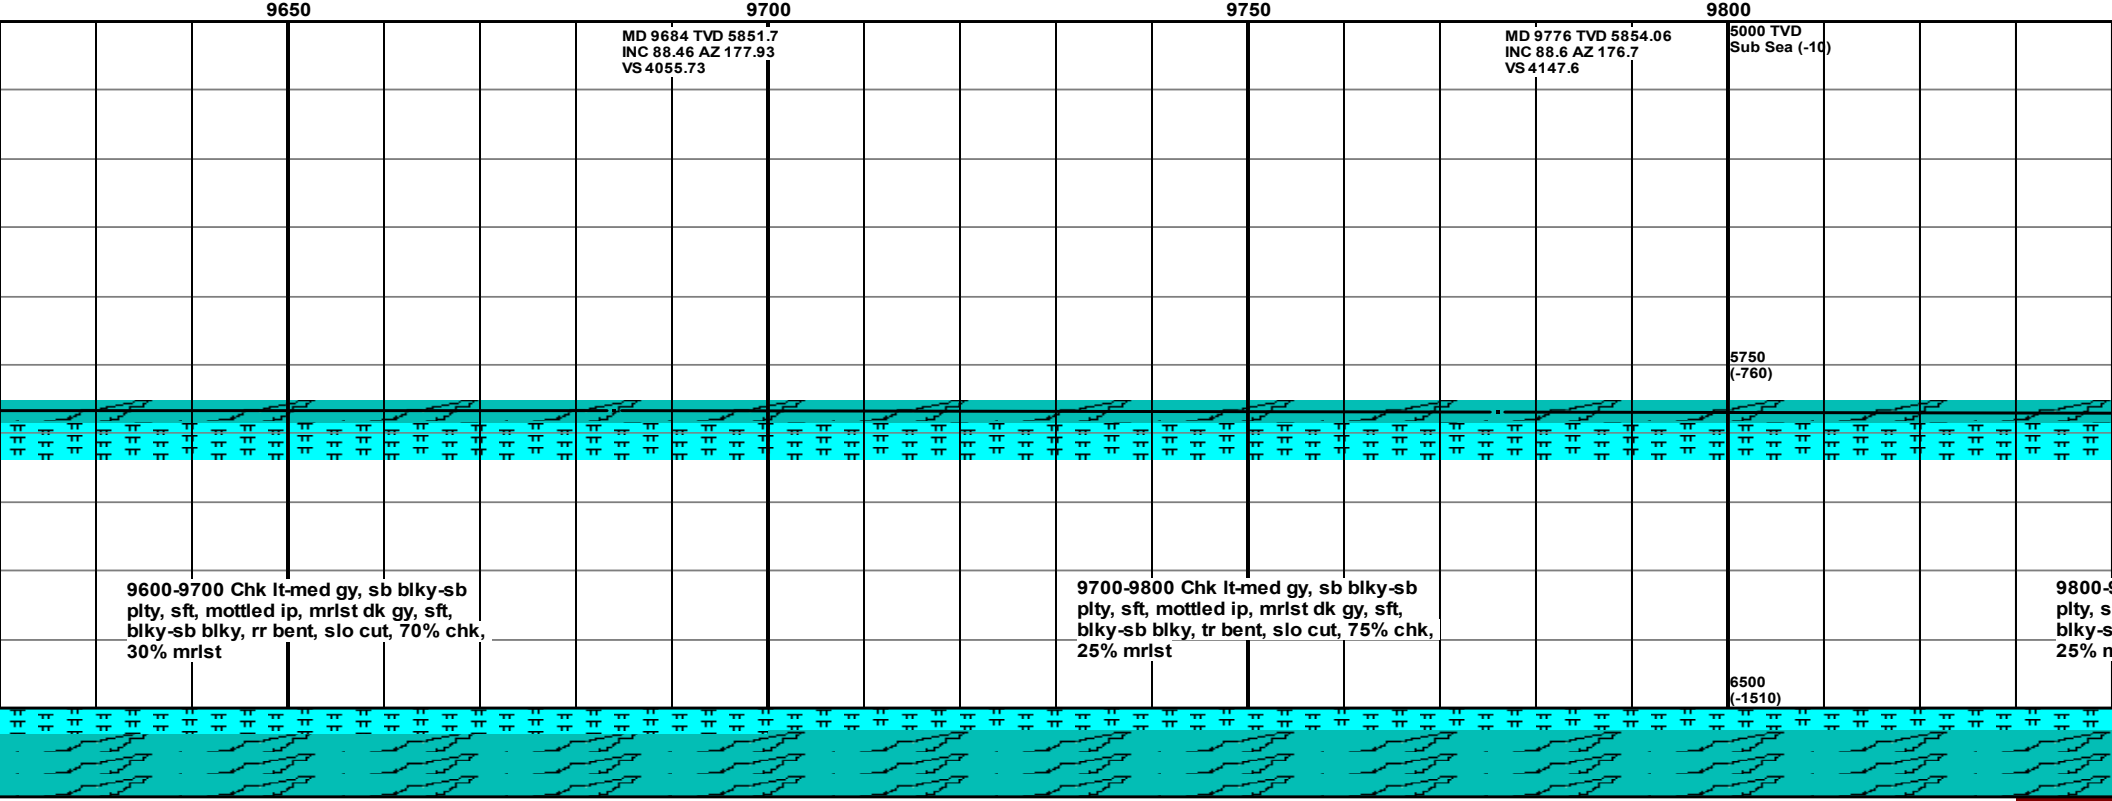 9650 9700 9750 9800
MD 9684 TVD 5851.7
INC 88.46 AZ 177.93
VS 4055.73
MD 9776 TVD 5854.06
INC 88.6 AZ 176.7
VS 4147.6
5000 TVD
Sub Sea (-10)
5750
(-760)
9600-9700 Chk lt-med gy, sb blky-sb
plty, sft, mottled ip, mrlst dk gy, sft,
blky-sb blky, rr bent, slo cut, 70% chk,
30% mrlst
9700-9800 Chk lt-med gy, sb blky-sb
plty, sft, mottled ip, mrlst dk gy, sft,
blky-sb blky, tr bent, slo cut, 75% chk,
25% mrlst
9800-
plty, s
blky-s
25%
6500
(-1510)